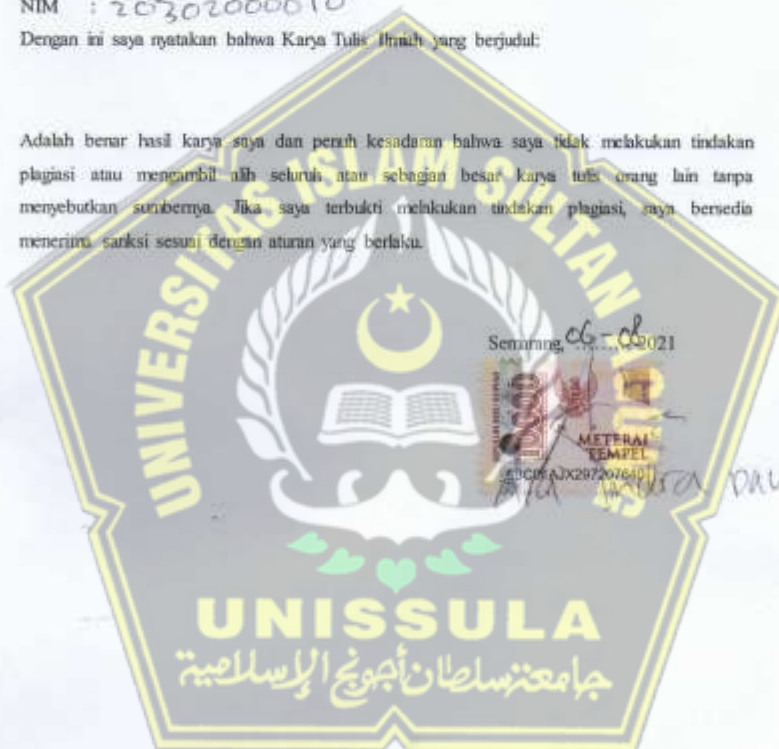 NIM : 20302000010
Dengan ini saya nyatakan bahwa Karya Tulis Ilmiah yang berjudul:
Adalah benar hasil karya saya dan penuh kesadaran bahwa saya tidak melakukan tindakan
plagiasi atau mengambil alih seluruh atau sebagian besar karya tulis orang lain tanpa
menyebutkan sumbernya. Jika saya terbukti melakukan tindakan plagiasi, saya bersedia
menerima sanksi sesuai dengan aturan yang berlaku.
Semarang, 06 - 08 2021
10000
METERAI
TEMPEL
UNIVERSITAS ISLAM SULTAN AGUNG
UNISSULA
جامعة سلطان أجونج الإسلامية